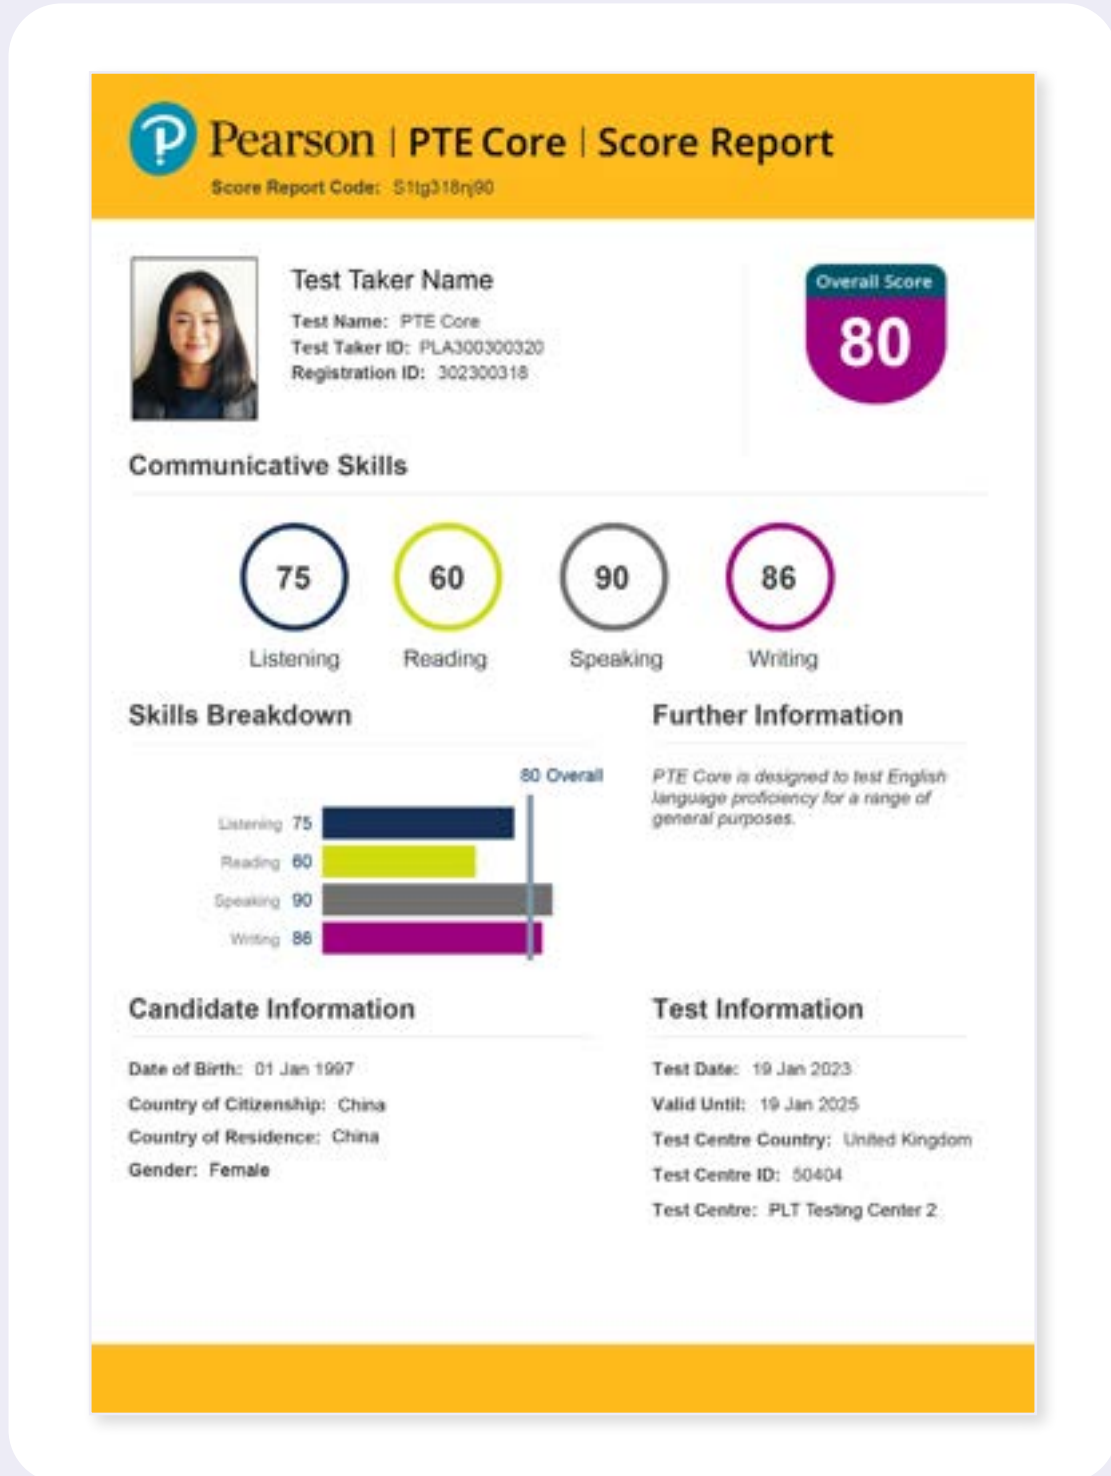 Pearson | PTE Core | Score Report
Score Report Code: S1tg318nj90
Test Taker Name
Test Name: PTE Core
Test Taker ID: PLA300300320
Registration ID: 302300318
Overall Score
80
Communicative Skills
75 60 90 86
Listening Reading Speaking Writing
Skills Breakdown
80 Overall
Listening 75
Reading 60
Speaking 90
Writing 86
Further Information
PTE Core is designed to test English
language proficiency for a range of
general purposes.
Candidate Information
Date of Birth: 01 Jan 1997
Country of Citizenship: China
Country of Residence: China
Gender: Female
Test Information
Test Date: 19 Jan 2023
Valid Until: 19 Jan 2025
Test Centre Country: United Kingdom
Test Centre ID: 50404
Test Centre: PLT Testing Center 2